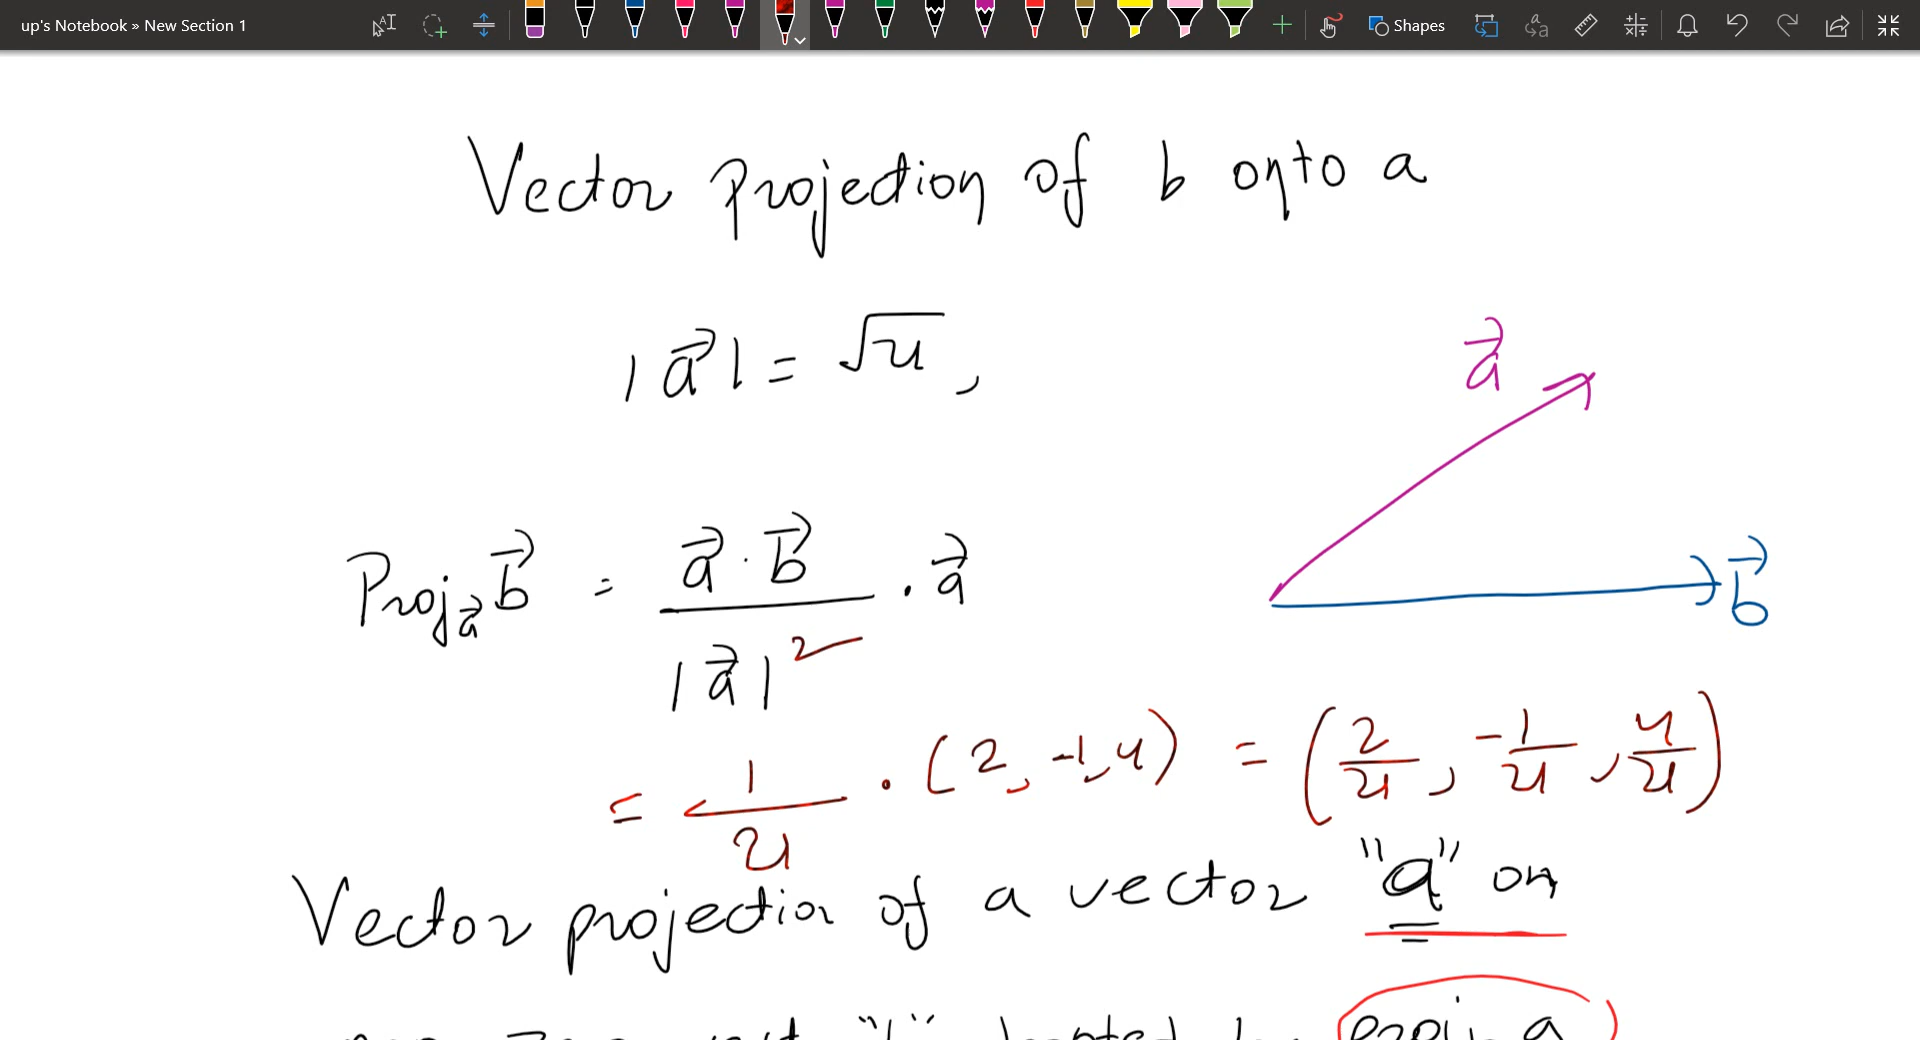 up's Notebook » New Section 1
Shapes
Vector Projection of b onto a
|a⃗| = √21 ,
a⃗
Proj a⃗ b⃗ = a⃗ · b⃗ / |a⃗|² · a⃗
b⃗
= 1/21 · (2, -1, 4) = (2/21, -1/21, 4/21)
Vector projection of a vector "a" on